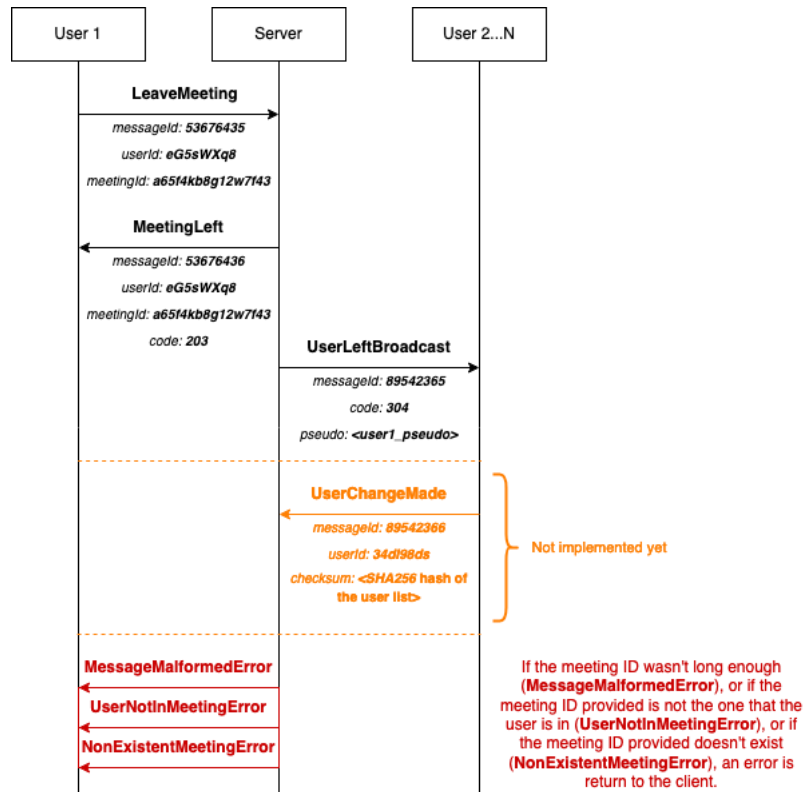 User 1
Server
User 2...N
LeaveMeeting
messageId: 53676435
userId: eG5sWXq8
meetingId: a65f4kb8g12w7f43
MeetingLeft
messageId: 53676436
userId: eG5sWXq8
meetingId: a65f4kb8g12w7f43
code: 203
UserLeftBroadcast
messageId: 89542365
code: 304
pseudo: <user1_pseudo>
UserChangeMade
messageId: 89542366
userId: 34dl98ds
checksum: <SHA256 hash of
the user list>
Not implemented yet
MessageMalformedError
UserNotInMeetingError
NonExistentMeetingError
If the meeting ID wasn't long enough
(MessageMalformedError), or if the
meeting ID provided is not the one that the
user is in (UserNotInMeetingError), or if
the meeting ID provided doesn't exist
(NonExistentMeetingError), an error is
return to the client.